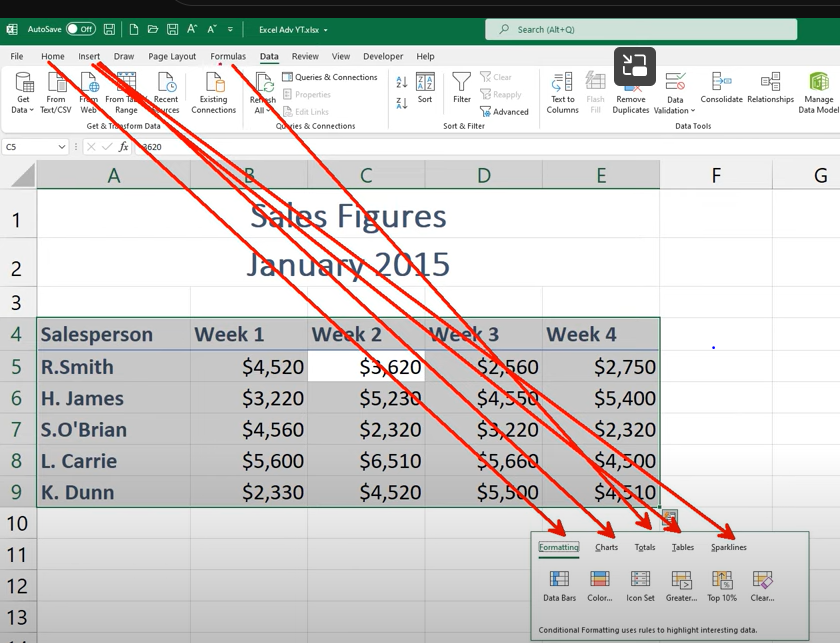 AutoSave Off Excel Adv YT.xlsx Search (Alt+Q)
File Home Insert Draw Page Layout Formulas Data Review View Developer Help
Get Data From Text/CSV From Web From Table/ Range Recent Sources Existing Connections Refresh All Queries & Connections Properties Edit Links Sort Filter Clear Reapply Advanced Text to Columns Flash Fill Remove Duplicates Data Validation Consolidate Relationships Manage Data Model
Get & Transform Data Queries & Connections Sort & Filter Data Tools
C5 fx 3620
A B C D E F G
1 Sales Figures
2 January 2015
3
4 Salesperson Week 1 Week 2 Week 3 Week 4
5 R.Smith $4,520 $3,620 $2,560 $2,750
6 H. James $3,220 $5,230 $4,550 $5,400
7 S.O'Brian $4,560 $2,320 $3,220 $2,320
8 L. Carrie $5,600 $6,510 $5,660 $4,500
9 K. Dunn $2,330 $4,520 $5,500 $4,510
10
11 Formatting Charts Totals Tables Sparklines
12 Data Bars Color... Icon Set Greater... Top 10% Clear...
13 Conditional Formatting uses rules to highlight interesting data.